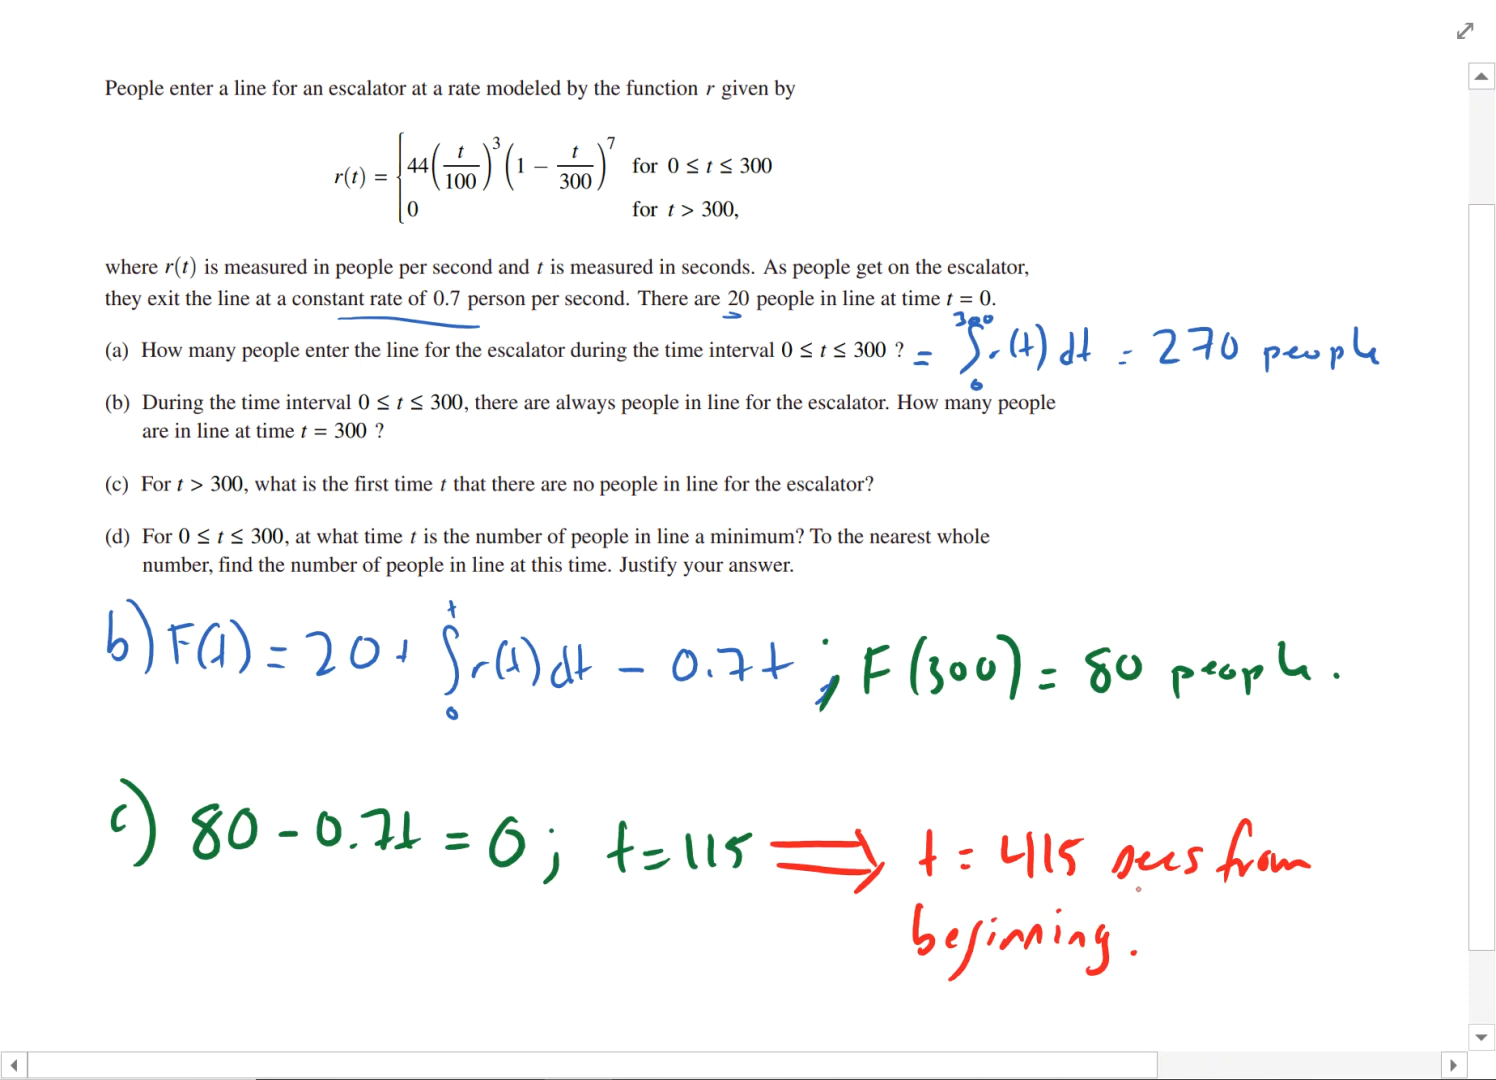 People enter a line for an escalator at a rate modeled by the function r given by
r(t) = { 44(t/100)^3 (1 − t/300)^7 for 0 ≤ t ≤ 300
0 for t > 300,
where r(t) is measured in people per second and t is measured in seconds. As people get on the escalator,
they exit the line at a constant rate of 0.7 person per second. There are 20 people in line at time t = 0.
(a) How many people enter the line for the escalator during the time interval 0 ≤ t ≤ 300 ? = ∫_0^300 r(t) dt = 270 people
(b) During the time interval 0 ≤ t ≤ 300, there are always people in line for the escalator. How many people
are in line at time t = 300 ?
(c) For t > 300, what is the first time t that there are no people in line for the escalator?
(d) For 0 ≤ t ≤ 300, at what time t is the number of people in line a minimum? To the nearest whole
number, find the number of people in line at this time. Justify your answer.
b) F(t) = 20 + ∫_0^t r(t) dt − 0.7t ; F(300) = 80 people.
c) 80 - 0.7t = 0; t = 115 ⟹ t = 415 secs from
beginning.